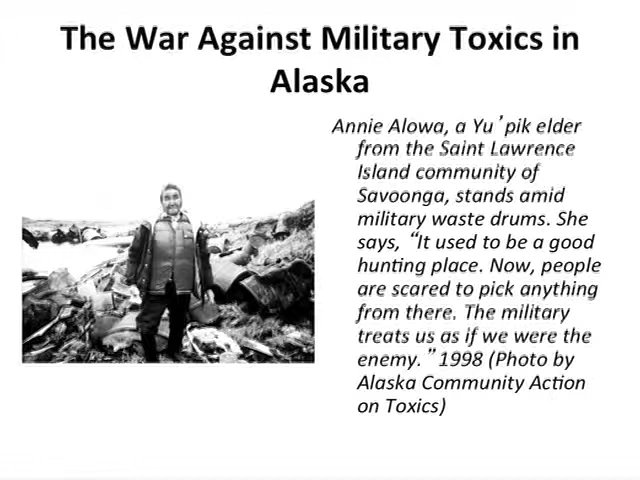 The War Against Military Toxics in
Alaska
Annie Alowa, a Yu’pik elder
from the Saint Lawrence
Island community of
Savoonga, stands amid
military waste drums. She
says, “It used to be a good
hunting place. Now, people
are scared to pick anything
from there. The military
treats us as if we were the
enemy.” 1998 (Photo by
Alaska Community Action
on Toxics)